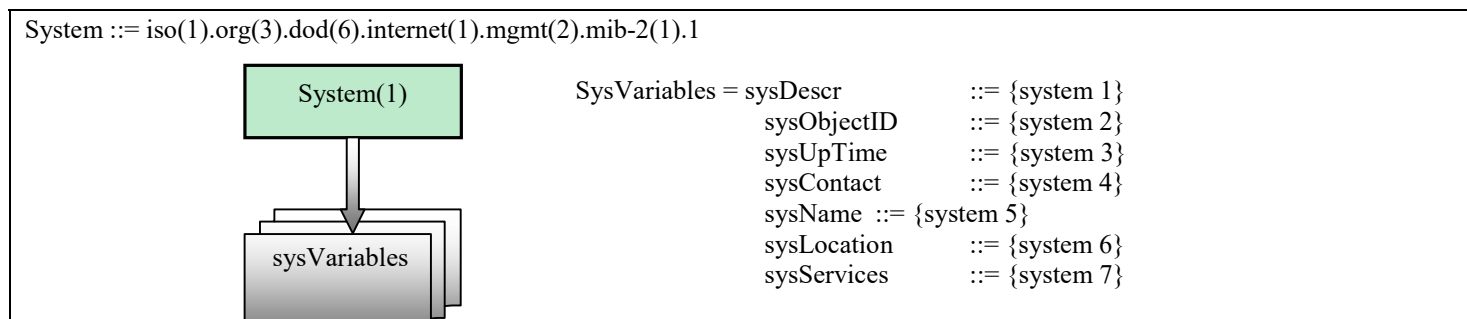 System ::= iso(1).org(3).dod(6).internet(1).mgmt(2).mib-2(1).1
System(1)
sysVariables
SysVariables = sysDescr ::= {system 1}
sysObjectID ::= {system 2}
sysUpTime ::= {system 3}
sysContact ::= {system 4}
sysName ::= {system 5}
sysLocation ::= {system 6}
sysServices ::= {system 7}